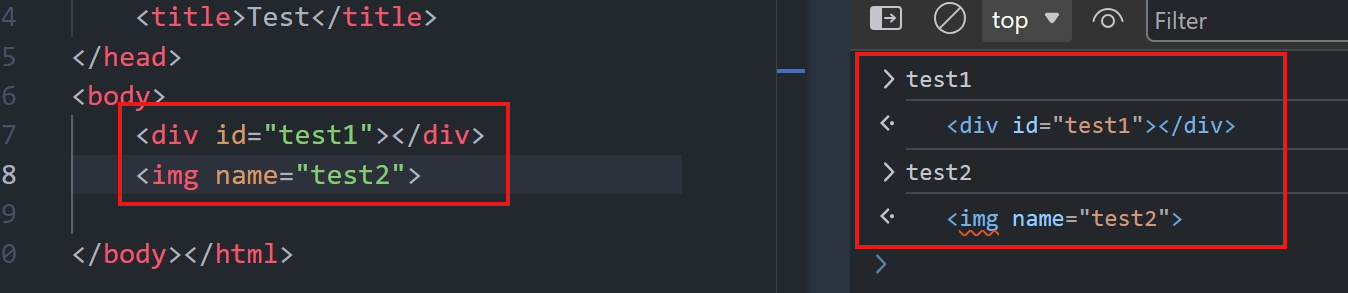 4 <title>Test</title>
5 </head>
6 <body>
7 <div id="test1"></div>
8 <img name="test2">
9
0 </body></html>
top Filter
test1
<div id="test1"></div>
test2
<img name="test2">